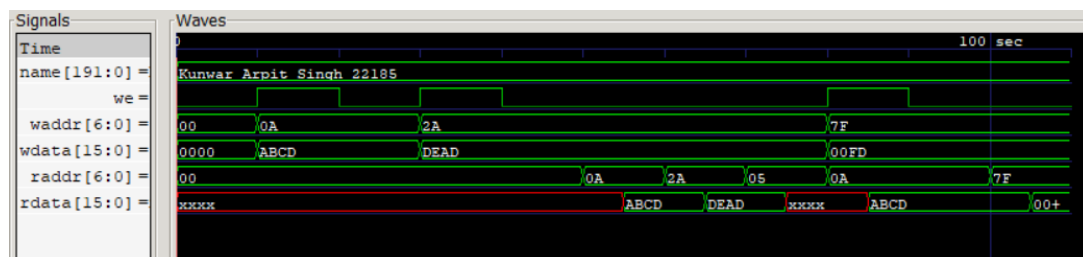 Signals Waves
Time 0 100 sec
name[191:0] = Kunwar Arpit Singh 22185
we =
waddr[6:0] = 00 0A 2A 7F
wdata[15:0] = 0000 ABCD DEAD 00FD
raddr[6:0] = 00 0A 2A 05 0A 7F
rdata[15:0] = xxxx ABCD DEAD xxxx ABCD 00+